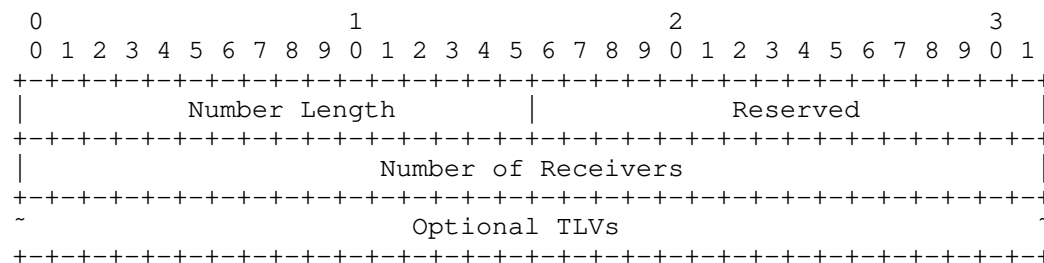 0                   1                   2                   3
 0 1 2 3 4 5 6 7 8 9 0 1 2 3 4 5 6 7 8 9 0 1 2 3 4 5 6 7 8 9 0 1
+-+-+-+-+-+-+-+-+-+-+-+-+-+-+-+-+-+-+-+-+-+-+-+-+-+-+-+-+-+-+-+-+
|          Number Length        |            Reserved           |
+-+-+-+-+-+-+-+-+-+-+-+-+-+-+-+-+-+-+-+-+-+-+-+-+-+-+-+-+-+-+-+-+
|                      Number of Receivers                      |
+-+-+-+-+-+-+-+-+-+-+-+-+-+-+-+-+-+-+-+-+-+-+-+-+-+-+-+-+-+-+-+-+
~                        Optional TLVs                          ~
+-+-+-+-+-+-+-+-+-+-+-+-+-+-+-+-+-+-+-+-+-+-+-+-+-+-+-+-+-+-+-+-+